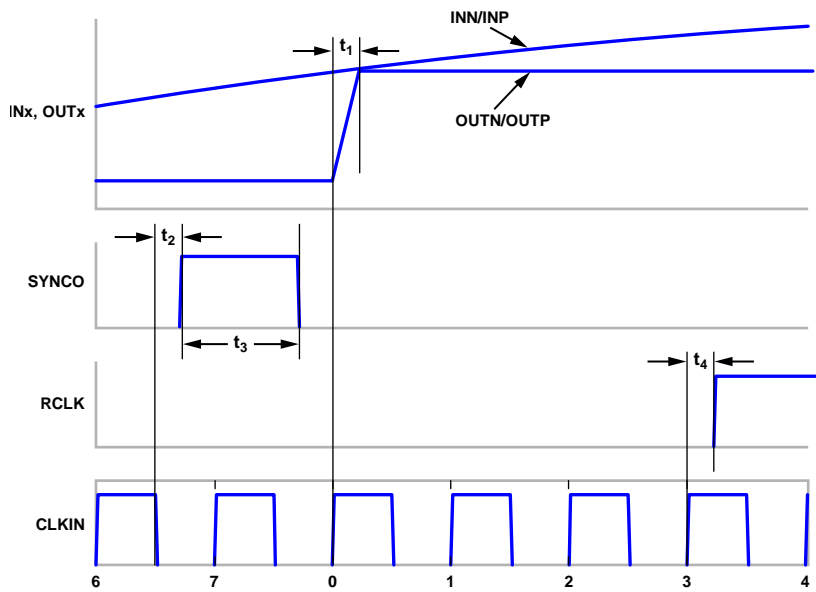 INN/INP
t1
INx, OUTx
OUTN/OUTP
t2
SYNCO
t3
t4
RCLK
CLKIN
6 7 0 1 2 3 4